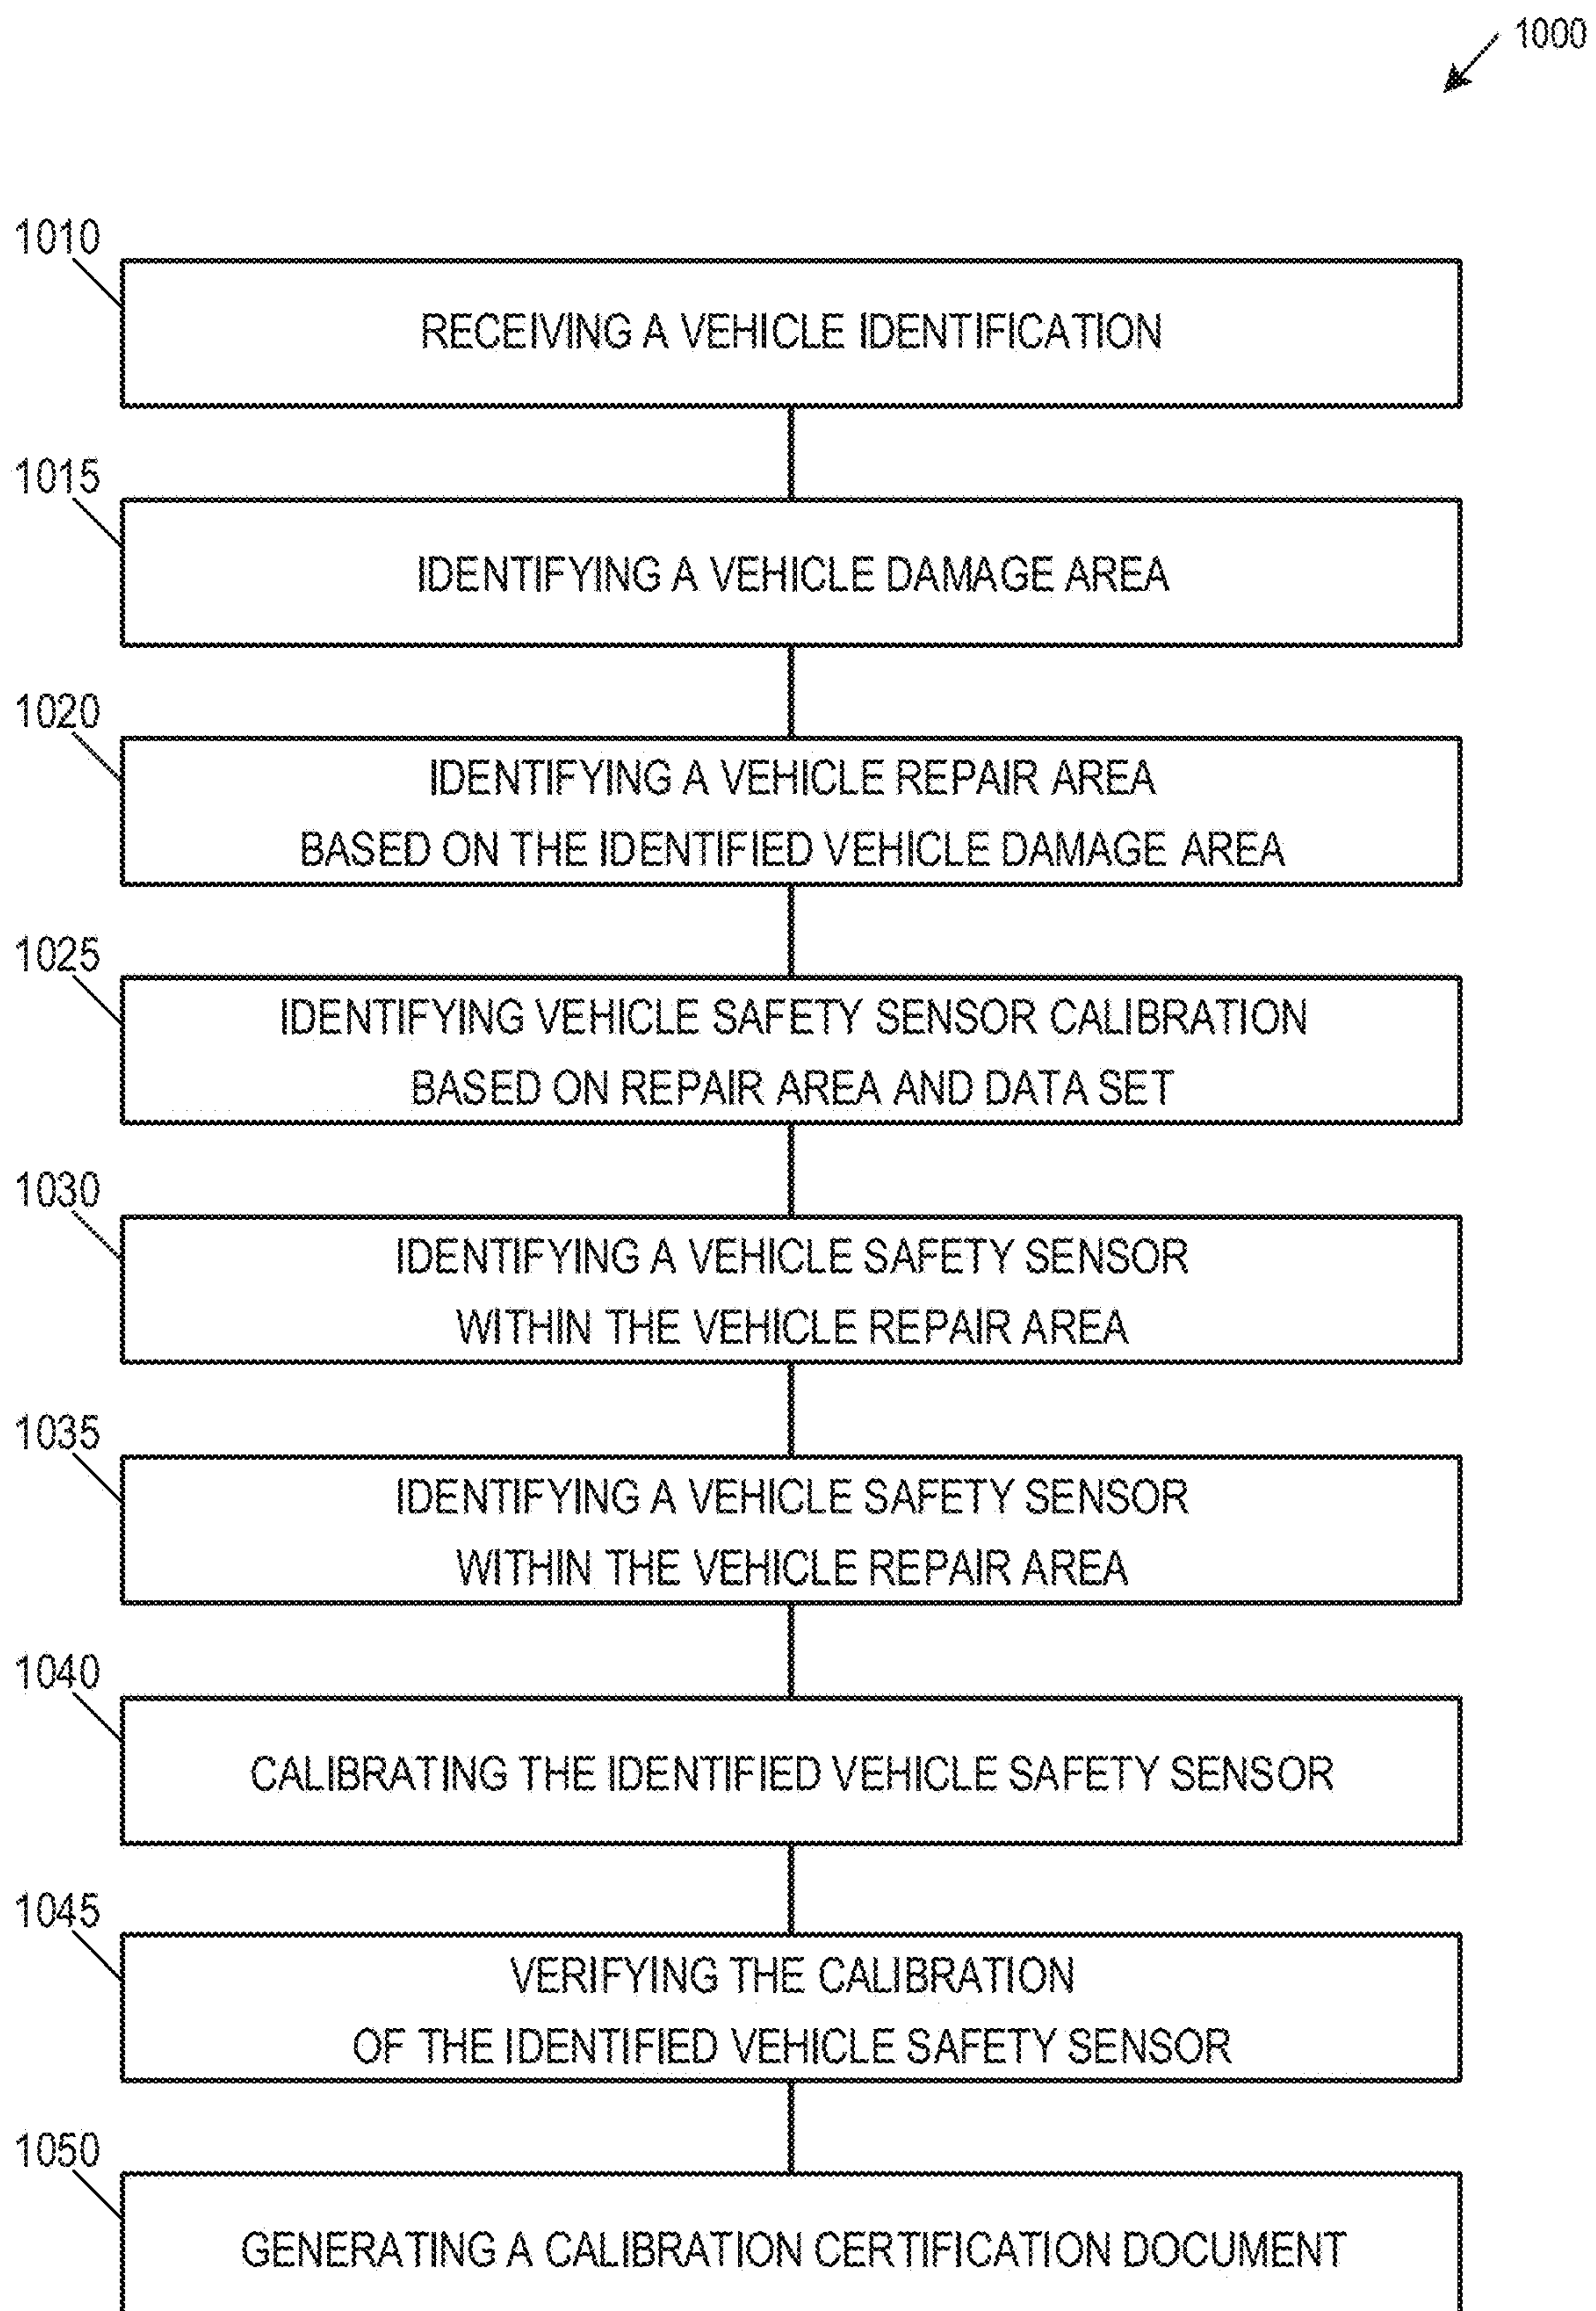 1000
1010
RECEIVING A VEHICLE IDENTIFICATION
1015
IDENTIFYING A VEHICLE DAMAGE AREA
1020
IDENTIFYING A VEHICLE REPAIR AREA
BASED ON THE IDENTIFIED VEHICLE DAMAGE AREA
1025
IDENTIFYING VEHICLE SAFETY SENSOR CALIBRATION
BASED ON REPAIR AREA AND DATA SET
1030
IDENTIFYING A VEHICLE SAFETY SENSOR
WITHIN THE VEHICLE REPAIR AREA
1035
IDENTIFYING A VEHICLE SAFETY SENSOR
WITHIN THE VEHICLE REPAIR AREA
1040
CALIBRATING THE IDENTIFIED VEHICLE SAFETY SENSOR
1045
VERIFYING THE CALIBRATION
OF THE IDENTIFIED VEHICLE SAFETY SENSOR
1050
GENERATING A CALIBRATION CERTIFICATION DOCUMENT